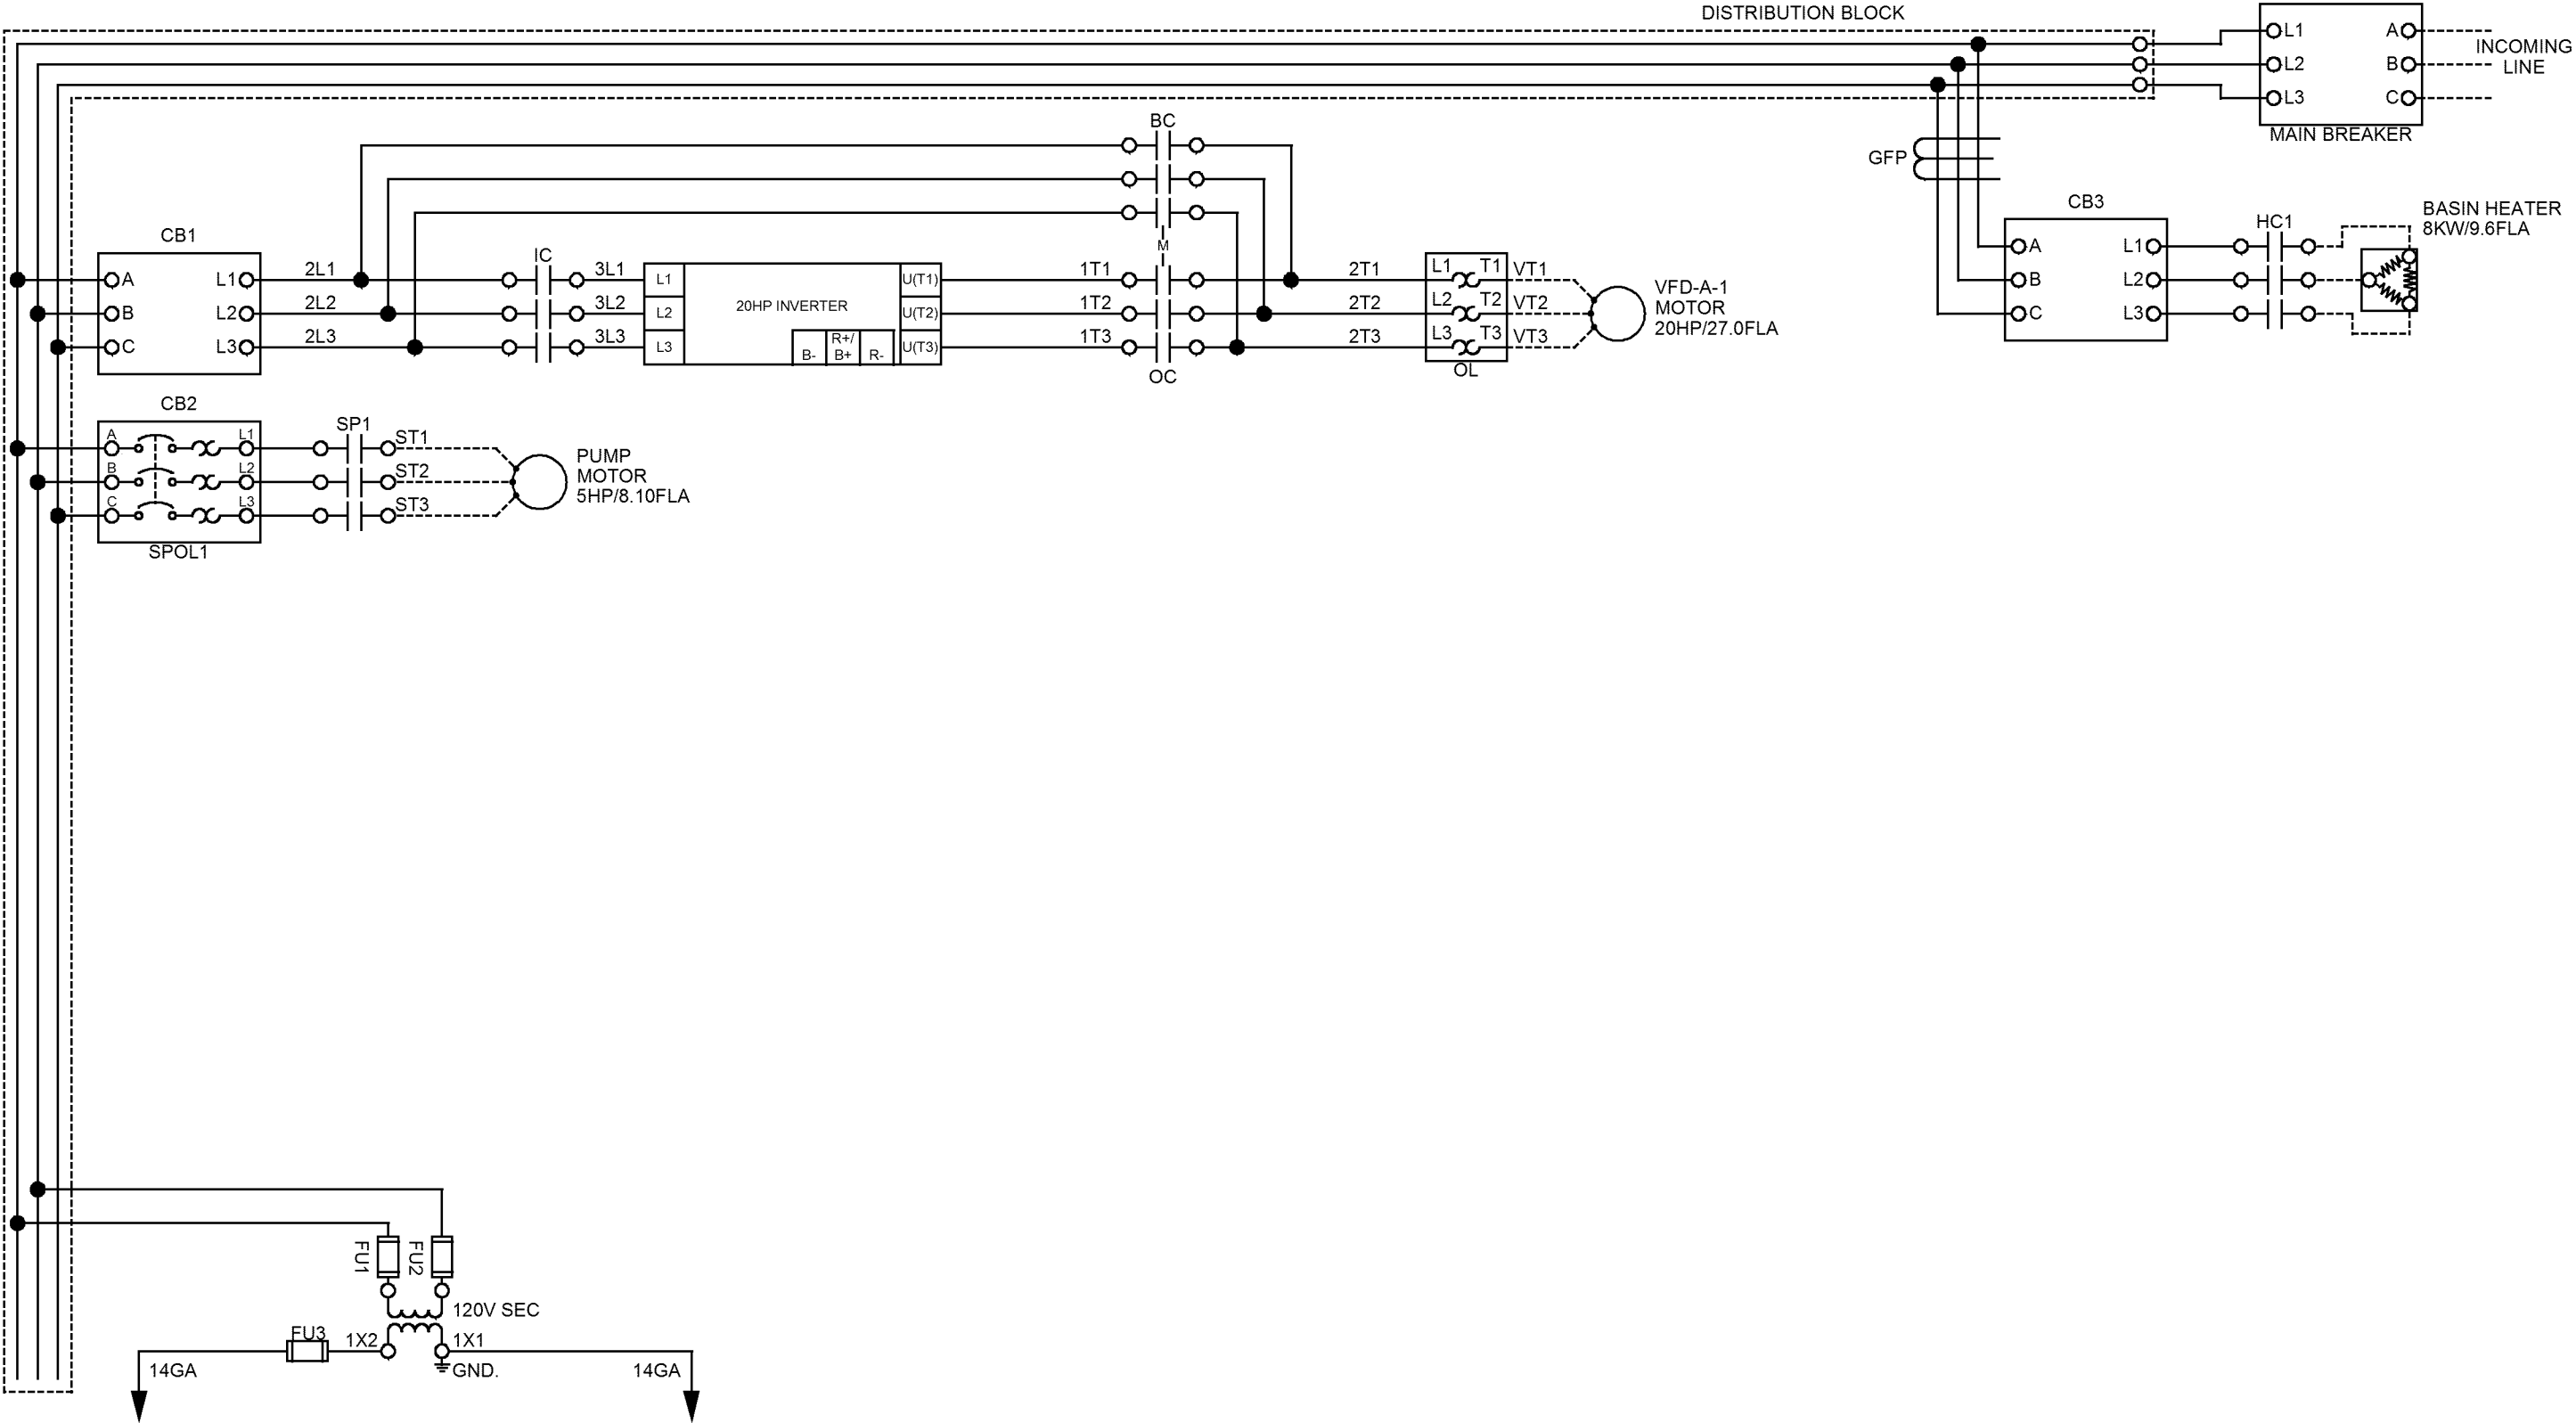 DISTRIBUTION BLOCK
L1 A
L2 B
L3 C
INCOMING
LINE
MAIN BREAKER
BC
GFP
M
CB1
A L1
B L2
C L3
2L1
2L2
2L3
IC
3L1
3L2
3L3
L1
L2
L3
20HP INVERTER
B-
R+/
B+
R-
U(T1)
U(T2)
U(T3)
1T1
1T2
1T3
OC
2T1
2T2
2T3
L1 T1
L2 T2
L3 T3
OL
VT1
VT2
VT3
VFD-A-1
MOTOR
20HP/27.0FLA
CB3
A L1
B L2
C L3
HC1
BASIN HEATER
8KW/9.6FLA
CB2
A L1
B L2
C L3
SPOL1
SP1
ST1
ST2
ST3
PUMP
MOTOR
5HP/8.10FLA
FU1
FU2
120V SEC
FU3
1X2
1X1
14GA
GND.
14GA